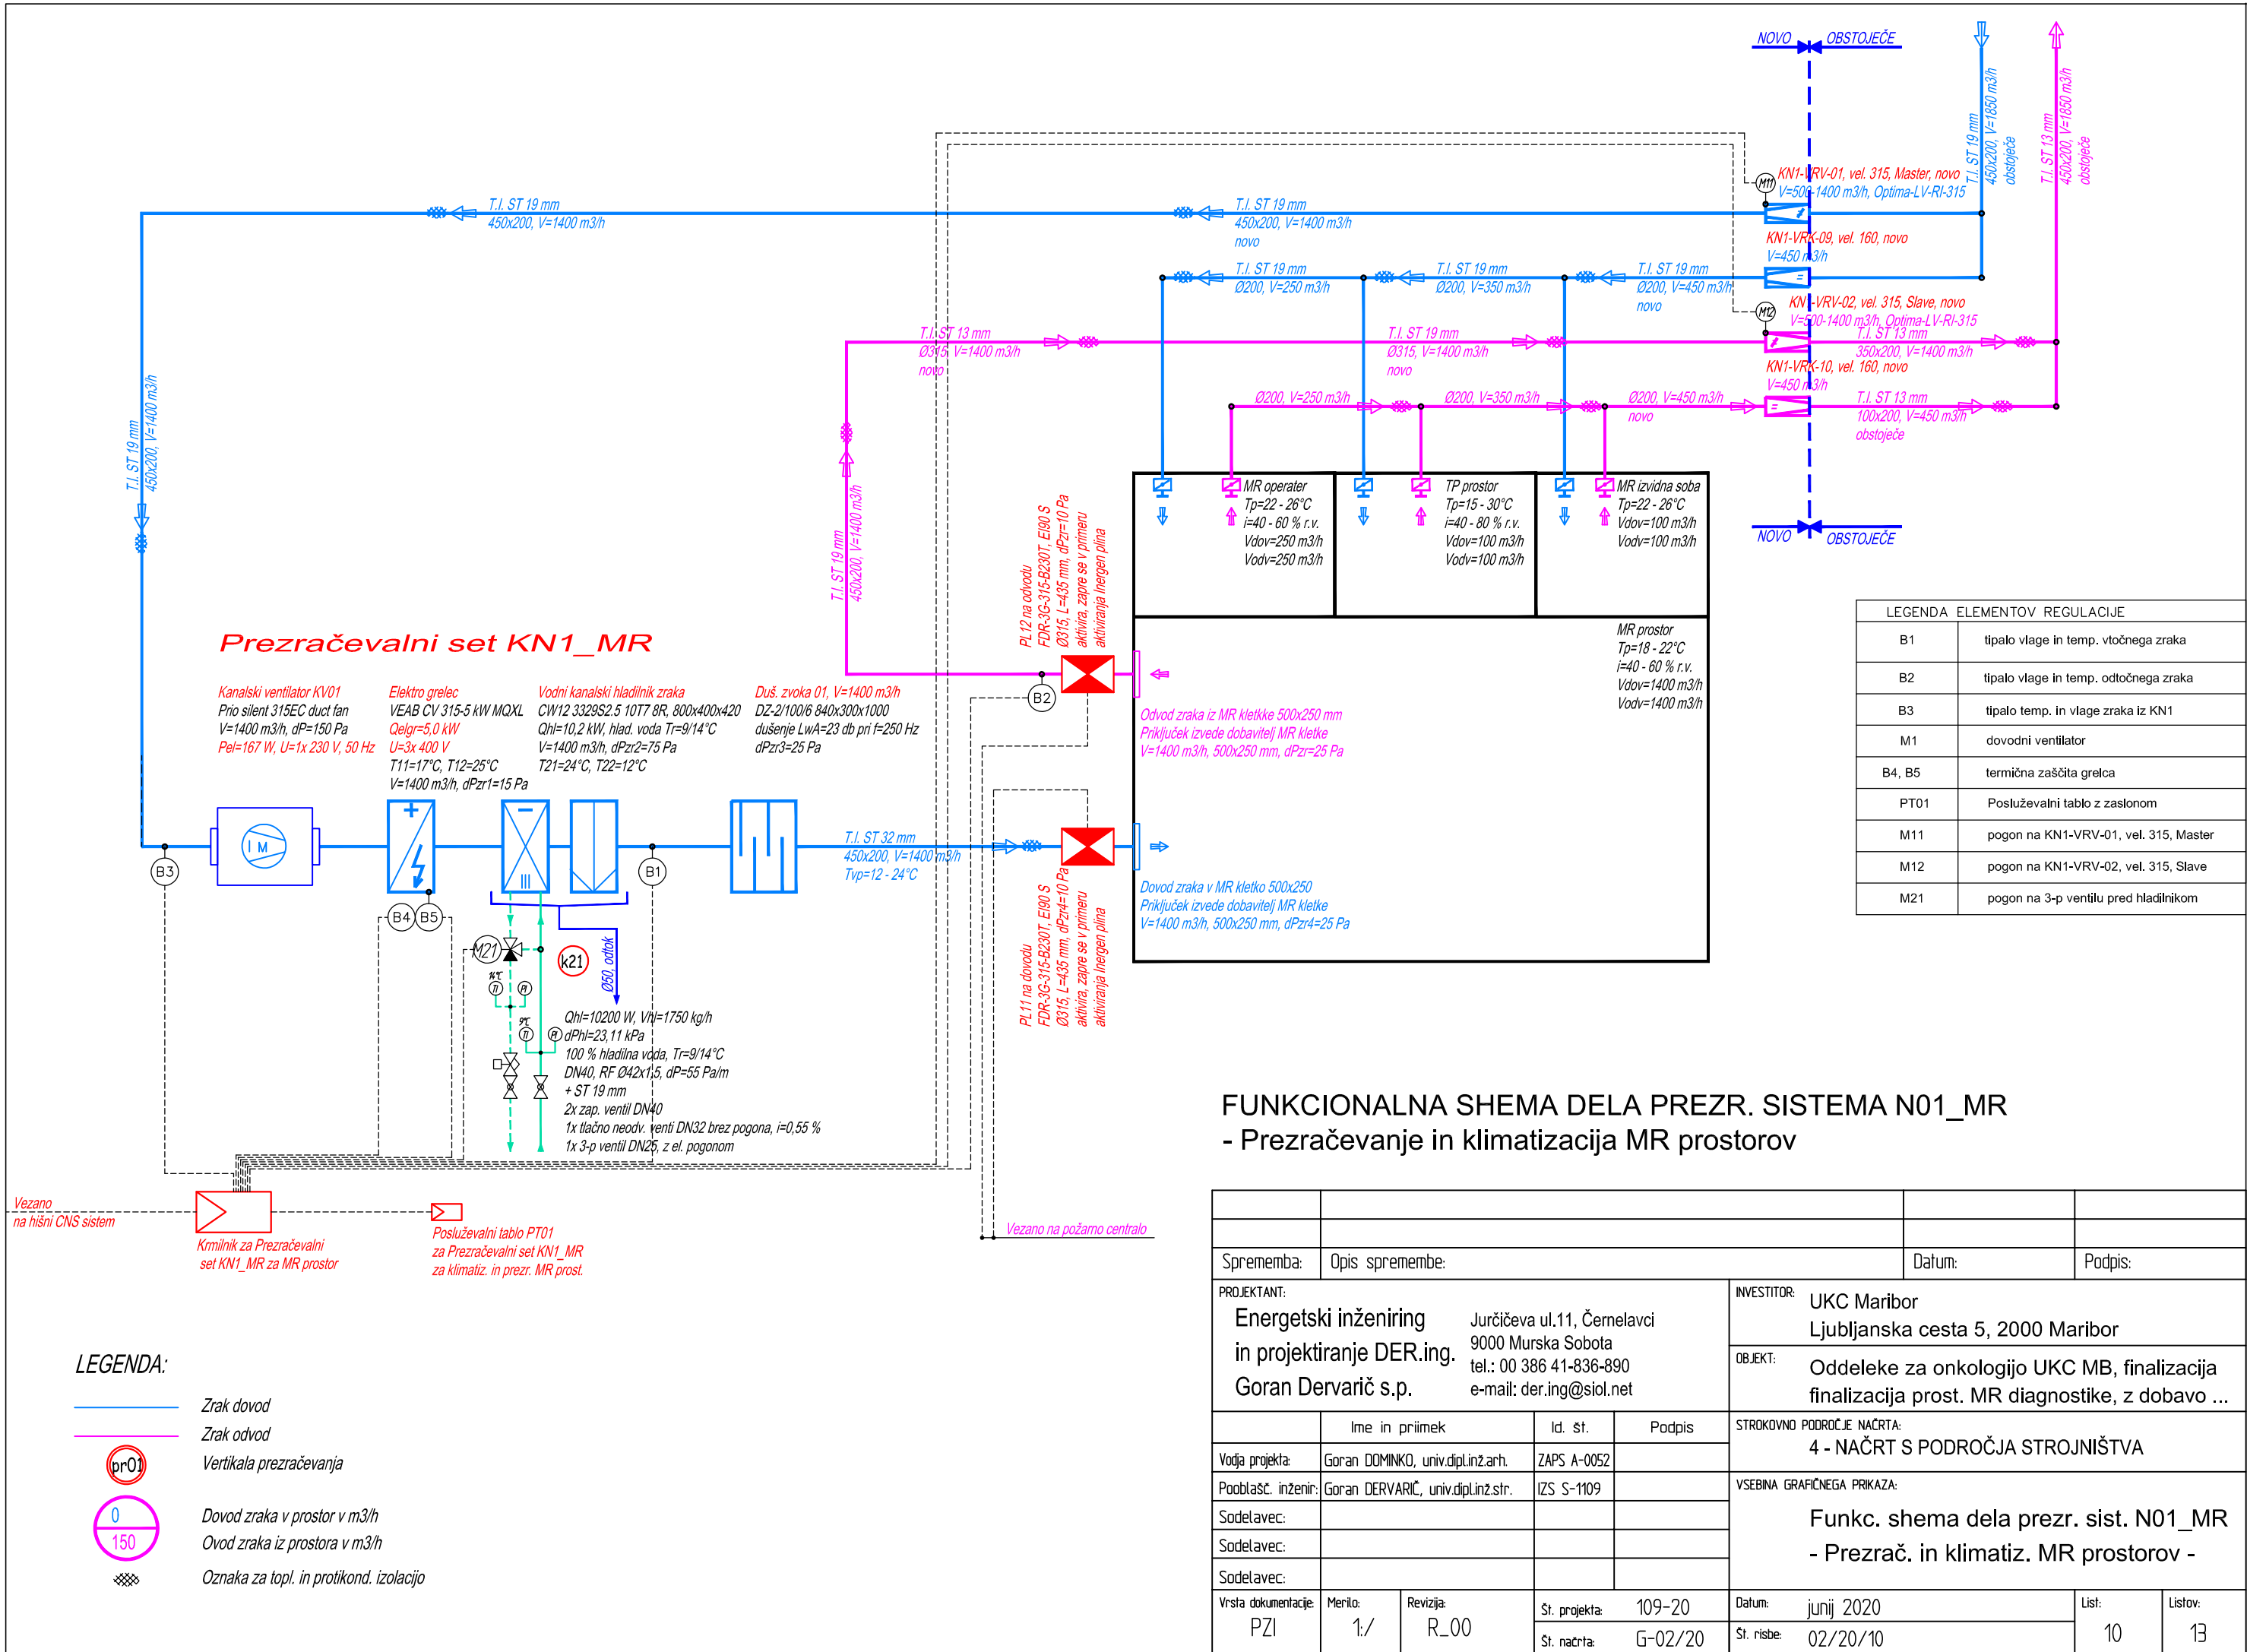 NOVO
OBSTOJEČE
T.I. ST 19 mm
450x200, V=1850 m3/h
obstoječe
T.I. ST 13 mm
450x200, V=1850 m3/h
obstoječe
M11
KN1-VRV-01, vel. 315, Master, novo
V=500-1400 m3/h, Optima-LV-RI-315
T.I. ST 19 mm
450x200, V=1400 m3/h
T.I. ST 19 mm
450x200, V=1400 m3/h
novo
KN1-VRK-09, vel. 160, novo
V=450 m3/h
T.I. ST 19 mm
Ø200, V=250 m3/h
T.I. ST 19 mm
Ø200, V=350 m3/h
T.I. ST 19 mm
Ø200, V=450 m3/h
novo
M12
KN1-VRV-02, vel. 315, Slave, novo
V=500-1400 m3/h, Optima-LV-RI-315
T.I. ST 13 mm
Ø315, V=1400 m3/h
novo
T.I. ST 19 mm
Ø315, V=1400 m3/h
novo
T.I. ST 13 mm
350x200, V=1400 m3/h
KN1-VRK-10, vel. 160, novo
V=450 m3/h
Ø200, V=250 m3/h
Ø200, V=350 m3/h
Ø200, V=450 m3/h
novo
T.I. ST 13 mm
100x200, V=450 m3/h
obstoječe
T.I. ST 19 mm
450x200, V=1400 m3/h
T.I. ST 19 mm
450x200, V=1400 m3/h
MR operater
Tp=22 - 26°C
i=40 - 60 % r.v.
Vdov=250 m3/h
Vodv=250 m3/h
TP prostor
Tp=15 - 30°C
i=40 - 80 % r.v.
Vdov=100 m3/h
Vodv=100 m3/h
MR izvidna soba
Tp=22 - 26°C
Vdov=100 m3/h
Vodv=100 m3/h
NOVO
OBSTOJEČE
PL12 na odvodu
FDR-3G-315-B230T, EI90 S
Ø315, L=435 mm, dPzr=10 Pa
aktivira, zapre se v primeru
aktiviranja Inergen plina
MR prostor
Tp=18 - 22°C
i=40 - 60 % r.v.
Vdov=1400 m3/h
Vodv=1400 m3/h
B2
Odvod zraka iz MR kletkke 500x250 mm
Priključek izvede dobavitelj MR kletke
V=1400 m3/h, 500x250 mm, dPzr=25 Pa
Prezračevalni set KN1_MR
Kanalski ventilator KV01
Prio silent 315EC duct fan
V=1400 m3/h, dP=150 Pa
Pel=167 W, U=1x 230 V, 50 Hz
Elektro grelec
VEAB CV 315-5 kW MQXL
Qelgr=5,0 kW
U=3x 400 V
T11=17°C, T12=25°C
V=1400 m3/h, dPzr1=15 Pa
Vodni kanalski hladilnik zraka
CW12 3329S2.5 10T7 8R, 800x400x420
Qhl=10,2 kW, hlad. voda Tr=9/14°C
V=1400 m3/h, dPzr2=75 Pa
T21=24°C, T22=12°C
Duš. zvoka 01, V=1400 m3/h
DZ-2/100/6 840x300x1000
dušenje LwA=23 db pri f=250 Hz
dPzr3=25 Pa
LEGENDA ELEMENTOV REGULACIJE
B1 tipalo vlage in temp. vtočnega zraka
B2 tipalo vlage in temp. odtočnega zraka
B3 tipalo temp. in vlage zraka iz KN1
M1 dovodni ventilator
B4, B5 termična zaščita grelca
PT01 Posluževalni tablo z zaslonom
M11 pogon na KN1-VRV-01, vel. 315, Master
M12 pogon na KN1-VRV-02, vel. 315, Slave
M21 pogon na 3-p ventilu pred hladilnikom
M
B3
B4
B5
B1
T.I. ST 32 mm
450x200, V=1400 m3/h
Tvp=12 - 24°C
PL11 na dovodu
FDR-3G-315-B230T, EI90 S
Ø315, L=435 mm, dPzr4=10 Pa
aktivira, zapre se v primeru
aktiviranja Inergen plina
Dovod zraka v MR kletko 500x250
Priključek izvede dobavitelj MR kletke
V=1400 m3/h, 500x250 mm, dPzr4=25 Pa
M21
k21
Ø50, odtok
14°C
TI
PI
9°C
TI
PI
Qhl=10200 W, Vhl=1750 kg/h
dPhl=23,11 kPa
100 % hladilna voda, Tr=9/14°C
DN40, RF Ø42x1,5, dP=55 Pa/m
+ ST 19 mm
2x zap. ventil DN40
1x tlačno neodv. venti DN32 brez pogona, i=0,55 %
1x 3-p ventil DN25, z el. pogonom
Vezano
na hišni CNS sistem
Krmilnik za Prezračevalni
set KN1_MR za MR prostor
Posluževalni tablo PT01
za Prezračevalni set KN1_MR
za klimatiz. in prezr. MR prost.
Vezano na požarno centralo
FUNKCIONALNA SHEMA DELA PREZR. SISTEMA N01_MR
- Prezračevanje in klimatizacija MR prostorov
LEGENDA:
Zrak dovod
Zrak odvod
pr01
Vertikala prezračevanja
0
150
Dovod zraka v prostor v m3/h
Ovod zraka iz prostora v m3/h
Oznaka za topl. in protikond. izolacijo
Sprememba: Opis spremembe: Datum: Podpis:
PROJEKTANT:
Energetski inženiring
in projektiranje DER.ing.
Goran Dervarič s.p.
Jurčičeva ul.11, Černelavci
9000 Murska Sobota
tel.: 00 386 41-836-890
e-mail: der.ing@siol.net
INVESTITOR:
UKC Maribor
Ljubljanska cesta 5, 2000 Maribor
OBJEKT:
Oddeleke za onkologijo UKC MB, finalizacija
finalizacija prost. MR diagnostike, z dobavo ...
Ime in priimek Id. št. Podpis
Vodja projekta: Goran DOMINKO, univ.dipl.inž.arh. ZAPS A-0052
Pooblašč. inženir: Goran DERVARIČ, univ.dipl.inž.str. IZS S-1109
Sodelavec:
Sodelavec:
Sodelavec:
STROKOVNO PODROČJE NAČRTA:
4 - NAČRT S PODROČJA STROJNIŠTVA
VSEBINA GRAFIČNEGA PRIKAZA:
Funkc. shema dela prezr. sist. N01_MR
- Prezrač. in klimatiz. MR prostorov -
Vrsta dokumentacije:
PZI
Merilo:
1:/
Revizija:
R_00
Št. projekta: 109-20
Št. načrta: G-02/20
Datum: junij 2020
Št. risbe: 02/20/10
List:
10
Listov:
13